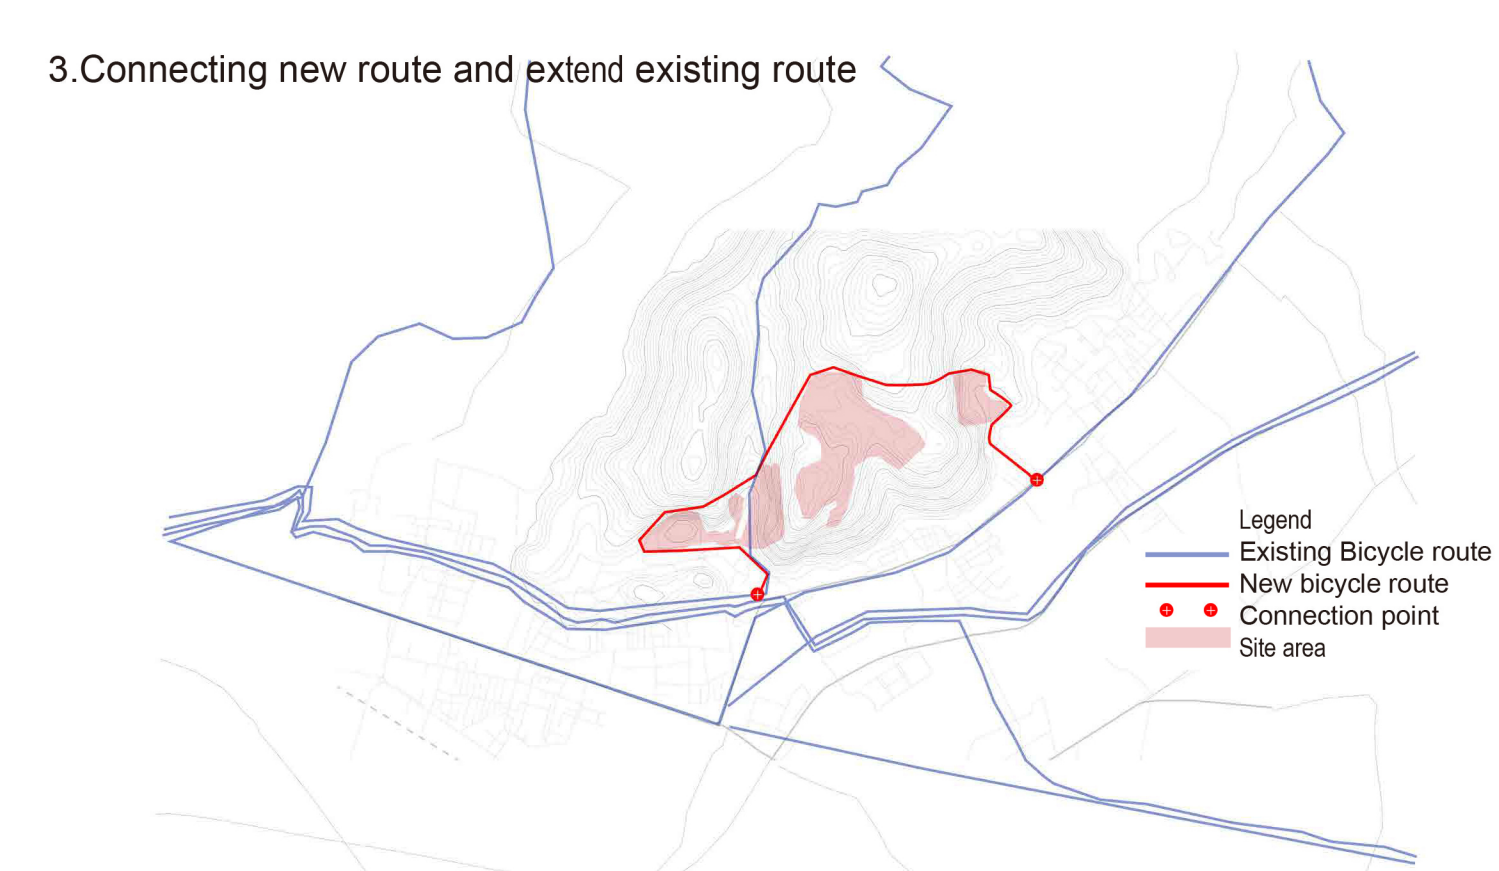 3.Connecting new route and extend existing route
Legend
Existing Bicycle route
New bicycle route
Connection point
Site area